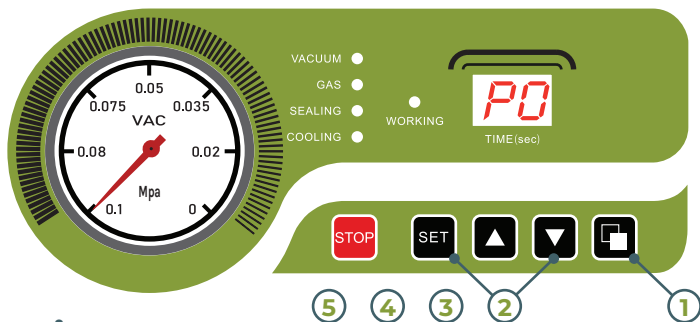 0.05
0.075
0.035
VAC
0.08
0.02
Mpa
0.1
0
VACUUM
GAS
SEALING
COOLING
WORKING
P0
TIME(sec)
STOP
SET
5 4 3 2 1